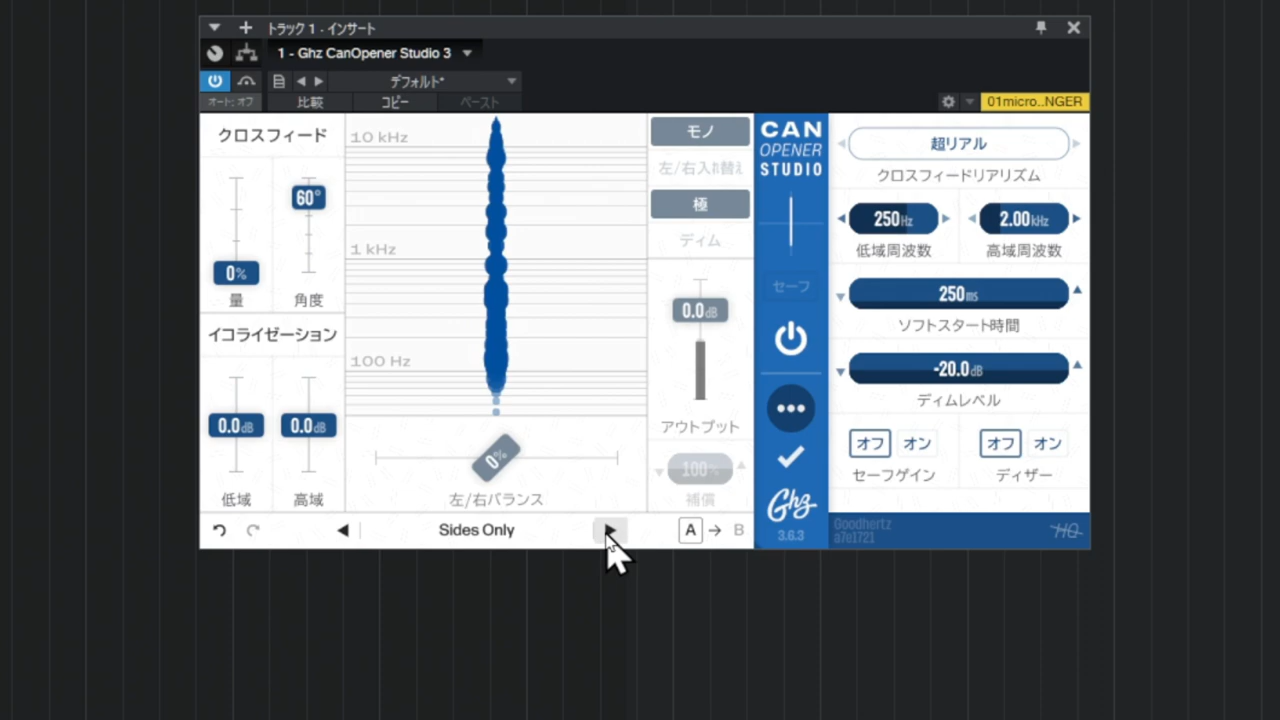 トラック 1 - インサート
1 - Ghz CanOpener Studio 3
デフォルト*
オート: オフ
比較
コピー
ペースト
01micro..NGER
クロスフィード
60°
0%
量
角度
イコライゼーション
0.0dB
0.0dB
低域
高域
10 kHz
1 kHz
100 Hz
0%
左/右バランス
モノ
左/右入れ替え
極
ディム
0.0dB
アウトプット
100%
補償
CAN
OPENER
STUDIO
セーフ
Ghz
3.6.3
超リアル
クロスフィードリアリズム
250Hz
2.00kHz
低域周波数
高域周波数
250ms
ソフトスタート時間
-20.0dB
ディムレベル
オフ オン
オフ オン
セーフゲイン
ディザー
Sides Only
A → B
Goodhertz
a7e1721
HQ